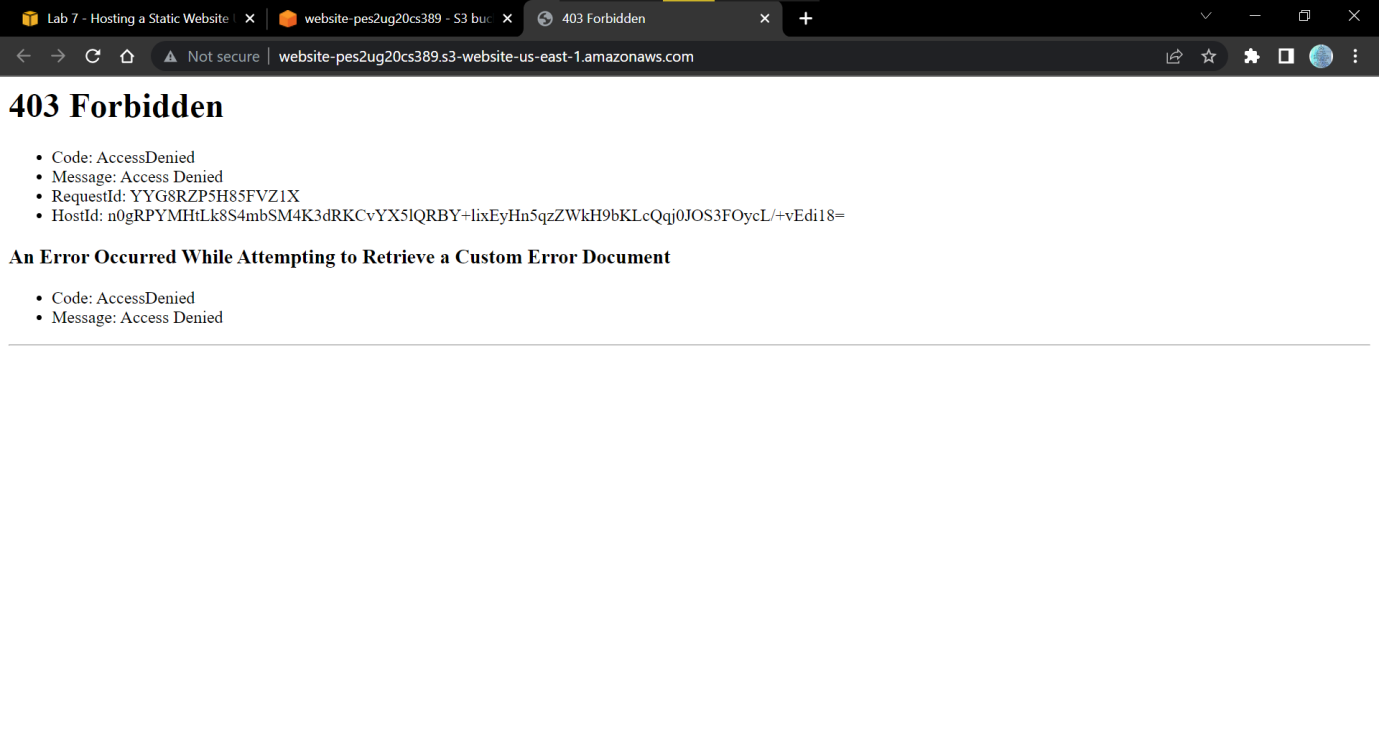 Lab 7 - Hosting a Static Website
website-pes2ug20cs389 - S3 buc
403 Forbidden
Not secure
website-pes2ug20cs389.s3-website-us-east-1.amazonaws.com
403 Forbidden
• Code: AccessDenied
• Message: Access Denied
• RequestId: YYG8RZP5H85FVZ1X
• HostId: n0gRPYMHtLk8S4mbSM4K3dRKCvYX5lQRBY+lixEyHn5qzZWkH9bKLcQqj0JOS3FOycL/+vEdi18=
An Error Occurred While Attempting to Retrieve a Custom Error Document
• Code: AccessDenied
• Message: Access Denied